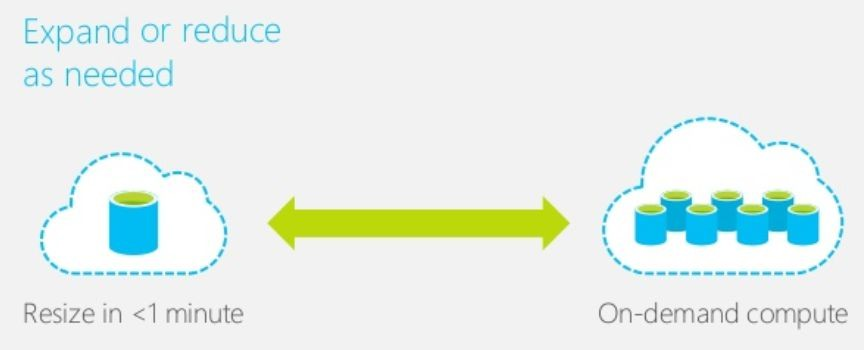 Expand or reduce
as needed
Resize in <1 minute
On-demand compute